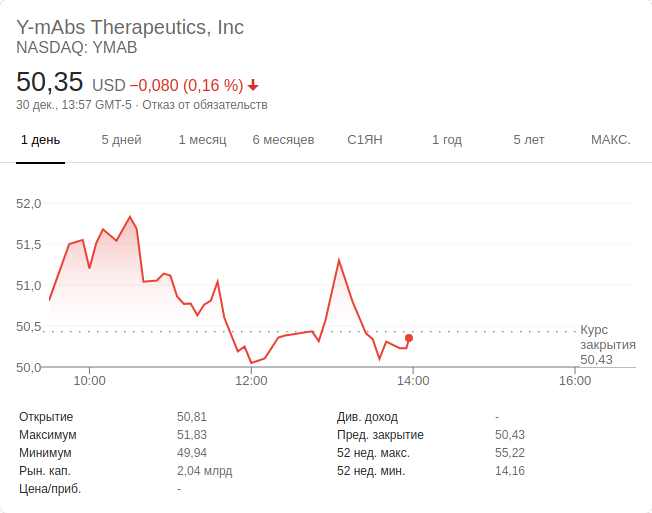 Y-mAbs Therapeutics, Inc
NASDAQ: YMAB
50,35 USD −0,080 (0,16 %)
30 дек., 13:57 GMT-5 · Отказ от обязательств
1 день 5 дней 1 месяц 6 месяцев С1ЯН 1 год 5 лет МАКС.
52,0
51,5
51,0
50,5
50,0
Курс
закрытия
50,43
10:00 12:00 14:00 16:00
Открытие 50,81 Див. доход -
Максимум 51,83 Пред. закрытие 50,43
Минимум 49,94 52 нед. макс. 55,22
Рын. кап. 2,04 млрд 52 нед. мин. 14,16
Цена/приб. -